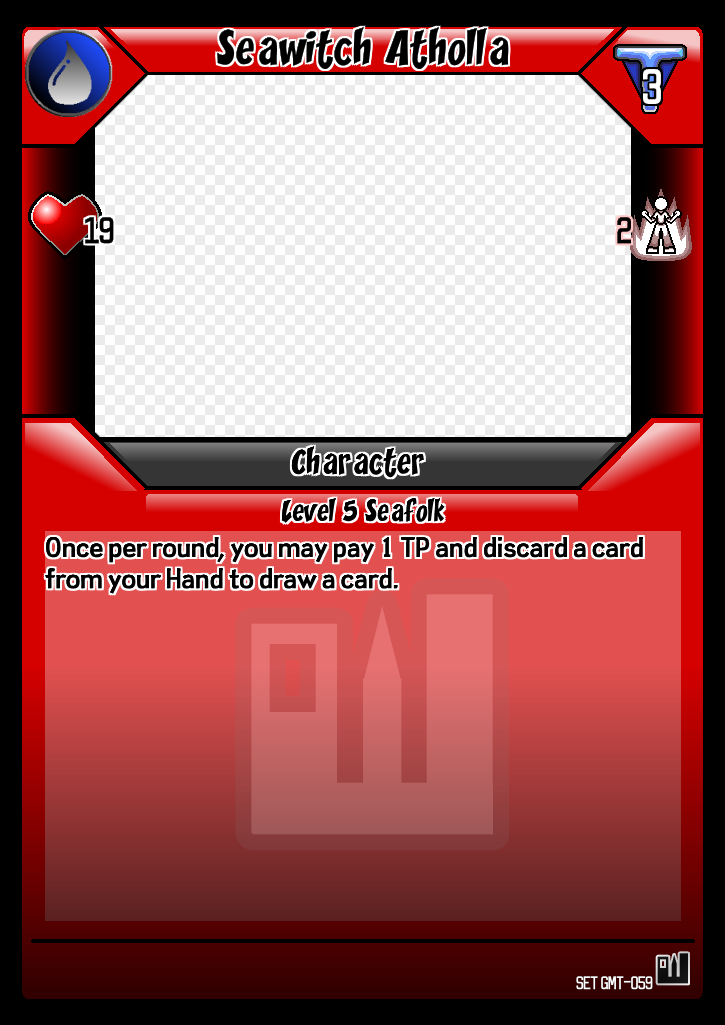 Seawitch Atholla
3
19
2
Character
Level 5 Seafolk
Once per round, you may pay 1 TP and discard a card
from your Hand to draw a card.
SET GMT-059